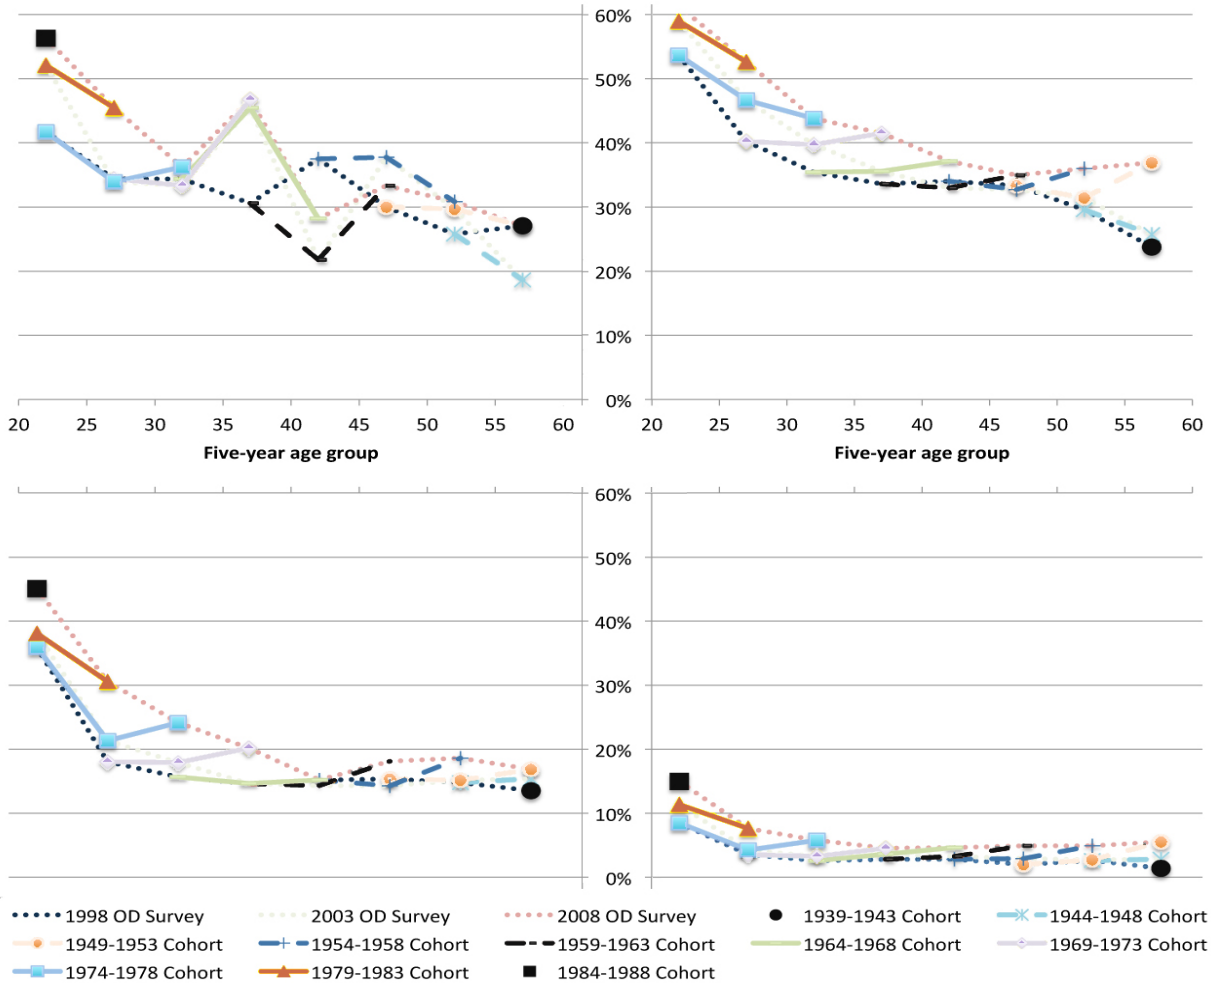 60%
50%
40%
30%
20%
10%
0%
20 25 30 35 40 45 50 55 60
20 25 30 35 40 45 50 55 60
Five-year age group
Five-year age group
60%
50%
40%
30%
20%
10%
0%
1998 OD Survey 2003 OD Survey 2008 OD Survey 1939-1943 Cohort 1944-1948 Cohort
1949-1953 Cohort 1954-1958 Cohort 1959-1963 Cohort 1964-1968 Cohort 1969-1973 Cohort
1974-1978 Cohort 1979-1983 Cohort 1984-1988 Cohort